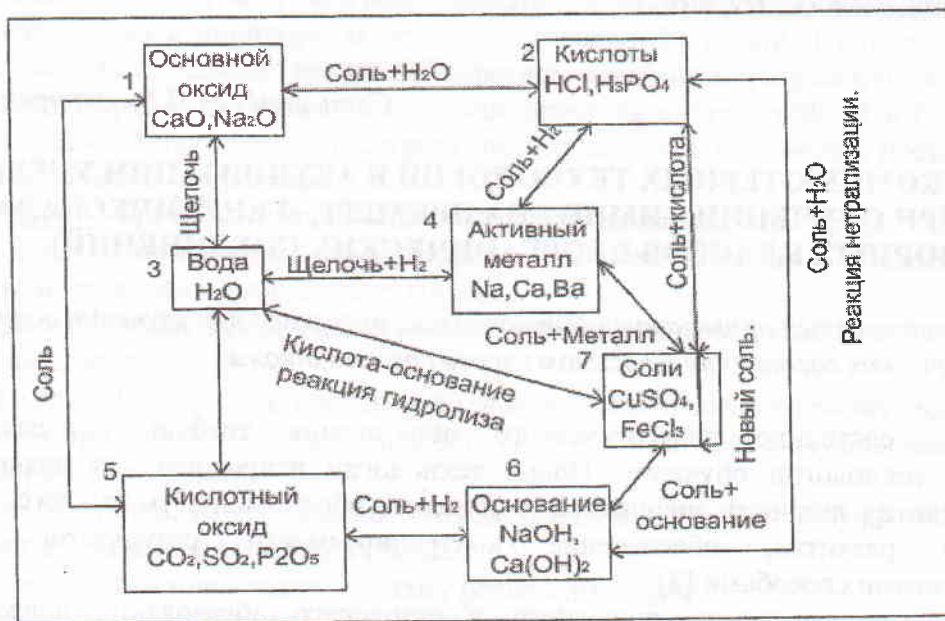 1
Основной
оксид
CaO,Na₂O
Соль+H₂O
2
Кислоты
HCl,H₃PO₄
Соль+H₂
Щелочь
Соль+кислота
Соль+H₂O
Реакция нетрализации.
3
Вода
H₂O
Щелочь+H₂
4
Активный
металл
Na,Ca,Ba
Соль
Соль+Металл
Кислота-основание
реакция гидролиза
7
Соли
CuSO₄,
FeCl₃
Новый соль.
5
Кислотный
оксид
CO₂,SO₂,P2O₅
Соль+H₂
6
Основание
NaOH,
Ca(OH)₂
Соль+
основание